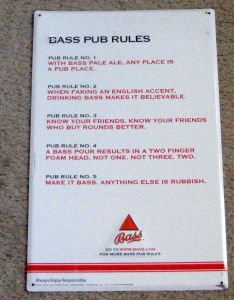 BASS PUB RULES
PUB RULE NO. 1
WITH BASS PALE ALE, ANY PLACE IS
A PUB PLACE.
PUB RULE NO. 2
WHEN FAKING AN ENGLISH ACCENT,
DRINKING BASS MAKES IT BELIEVABLE.
PUB RULE NO. 3
KNOW YOUR FRIENDS. KNOW YOUR FRIENDS
WHO BUY ROUNDS BETTER.
PUB RULE NO. 4
A BASS POUR RESULTS IN A TWO FINGER
FOAM HEAD. NOT ONE. NOT THREE. TWO.
PUB RULE NO. 5
MAKE IT BASS. ANYTHING ELSE IS RUBBISH.
Bass
GO TO WWW.BASS.COM
FOR MORE BASS PUB RULES
Always Enjoy Responsibly.